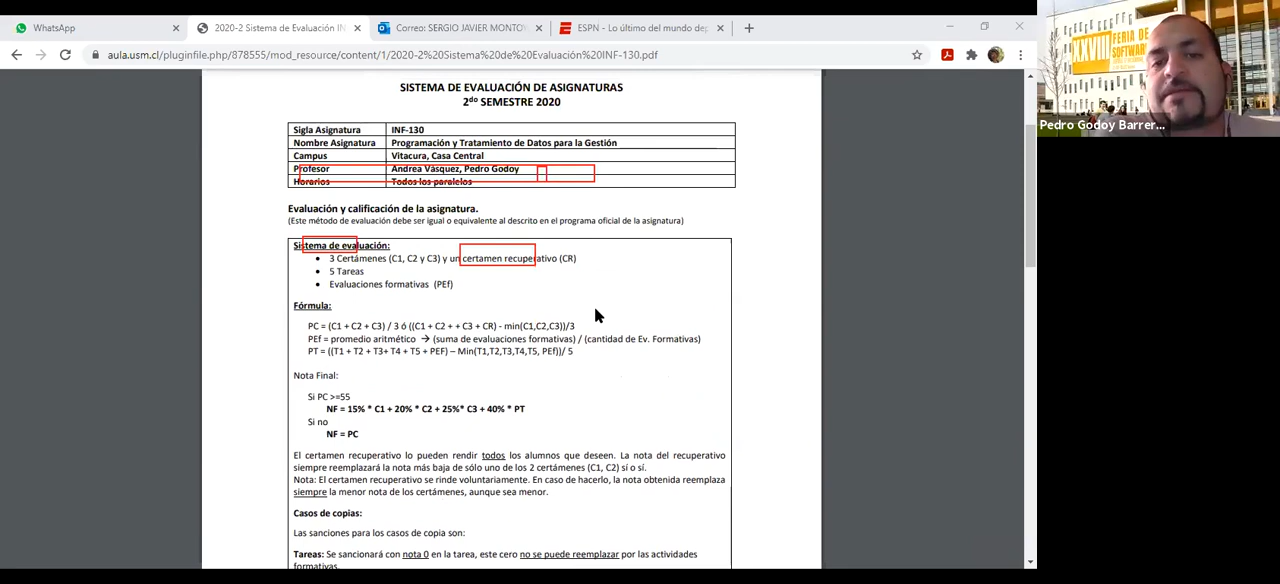 WhatsApp
2020-2 Sistema de Evaluación IN
Correo: SERGIO JAVIER MONTOY
ESPN - Lo último del mundo dep
aula.usm.cl/pluginfile.php/878555/mod_resource/content/1/2020-2%20Sistema%20de%20Evaluación%20INF-130.pdf
XXVIII FERIA DE
SOFTWARE
Pedro Godoy Barrer...
SISTEMA DE EVALUACIÓN DE ASIGNATURAS
2do SEMESTRE 2020
Sigla Asignatura INF-130
Nombre Asignatura Programación y Tratamiento de Datos para la Gestión
Campus Vitacura, Casa Central
Profesor Andrea Vásquez, Pedro Godoy
Horarios Todos los paralelos
Evaluación y calificación de la asignatura.
(Este método de evaluación debe ser igual o equivalente al descrito en el programa oficial de la asignatura)
Sistema de evaluación:
• 3 Certámenes (C1, C2 y C3) y un certamen recuperativo (CR)
• 5 Tareas
• Evaluaciones formativas (PEf)
Fórmula:
PC = (C1 + C2 + C3) / 3 ó ((C1 + C2 + + C3 + CR) - min(C1,C2,C3))/3
PEf = promedio aritmético → (suma de evaluaciones formativas) / (cantidad de Ev. Formativas)
PT = ((T1 + T2 + T3+ T4 + T5 + PEF) – Min(T1,T2,T3,T4,T5, PEf))/ 5
Nota Final:
Si PC >=55
NF = 15% * C1 + 20% * C2 + 25%* C3 + 40% * PT
Si no
NF = PC
El certamen recuperativo lo pueden rendir todos los alumnos que deseen. La nota del recuperativo
siempre reemplazará la nota más baja de sólo uno de los 2 certámenes (C1, C2) sí o sí.
Nota: El certamen recuperativo se rinde voluntariamente. En caso de hacerlo, la nota obtenida reemplaza
siempre la menor nota de los certámenes, aunque sea menor.
Casos de copias:
Las sanciones para los casos de copia son:
Tareas: Se sancionará con nota 0 en la tarea, este cero no se puede reemplazar por las actividades
formativas.